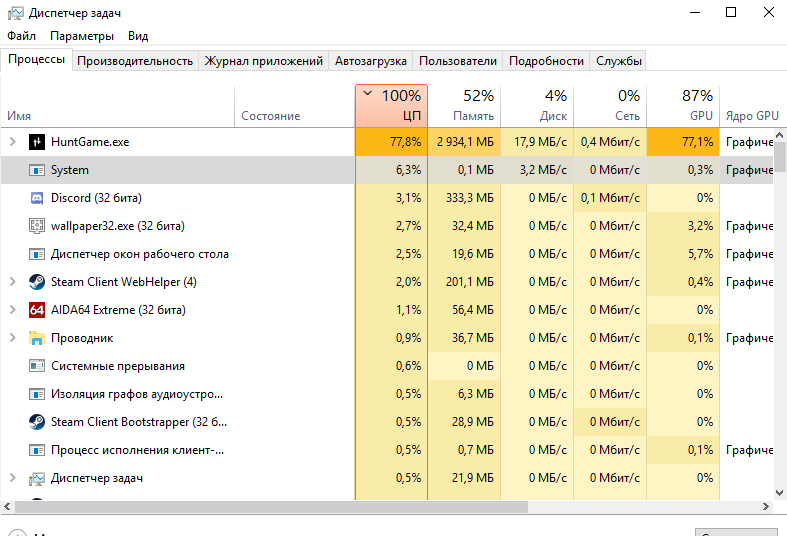 Диспетчер задач
Файл Параметры Вид
Процессы Производительность Журнал приложений Автозагрузка Пользователи Подробности Службы
100% 52% 4% 0% 87%
Имя Состояние ЦП Память Диск Сеть GPU Ядро GPU
HuntGame.exe 77,8% 2 934,1 МБ 17,9 МБ/с 0,4 Мбит/с 77,1% Графиче
System 6,3% 0,1 МБ 3,2 МБ/с 0 Мбит/с 0,3% Графиче
Discord (32 бита) 3,1% 333,3 МБ 0 МБ/с 0,1 Мбит/с 0%
wallpaper32.exe (32 бита) 2,7% 32,4 МБ 0 МБ/с 0 Мбит/с 3,2% Графиче
Диспетчер окон рабочего стола 2,5% 19,6 МБ 0 МБ/с 0 Мбит/с 5,7% Графиче
Steam Client WebHelper (4) 2,0% 201,1 МБ 0 МБ/с 0 Мбит/с 0,4% Графиче
64 AIDA64 Extreme (32 бита) 1,1% 56,4 МБ 0 МБ/с 0 Мбит/с 0%
Проводник 0,9% 36,7 МБ 0 МБ/с 0 Мбит/с 0,1% Графиче
Системные прерывания 0,6% 0 МБ 0 МБ/с 0 Мбит/с 0%
Изоляция графов аудиоустро... 0,5% 6,3 МБ 0 МБ/с 0 Мбит/с 0%
Steam Client Bootstrapper (32 б... 0,5% 28,9 МБ 0 МБ/с 0 Мбит/с 0%
Процесс исполнения клиент-... 0,5% 0,7 МБ 0 МБ/с 0 Мбит/с 0,1% Графиче
Диспетчер задач 0,5% 21,9 МБ 0 МБ/с 0 Мбит/с 0%